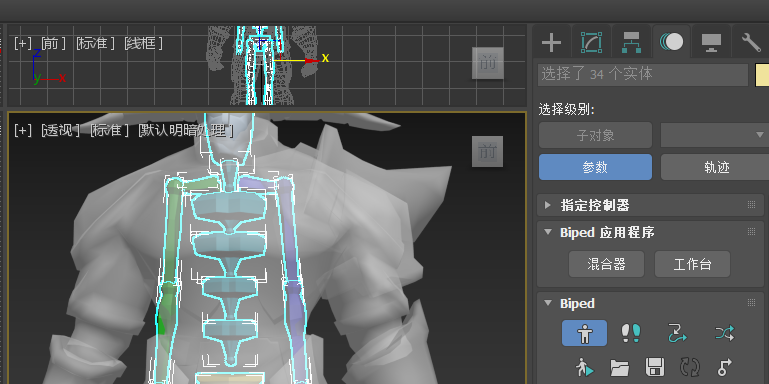 [+] [前] [标准] [线框]
z
y
x
x
前
[+] [透视] [标准] [默认明暗处理]
前
选择了 34 个实体
选择级别:
子对象
参数
轨迹
指定控制器
Biped 应用程序
混合器
工作台
Biped